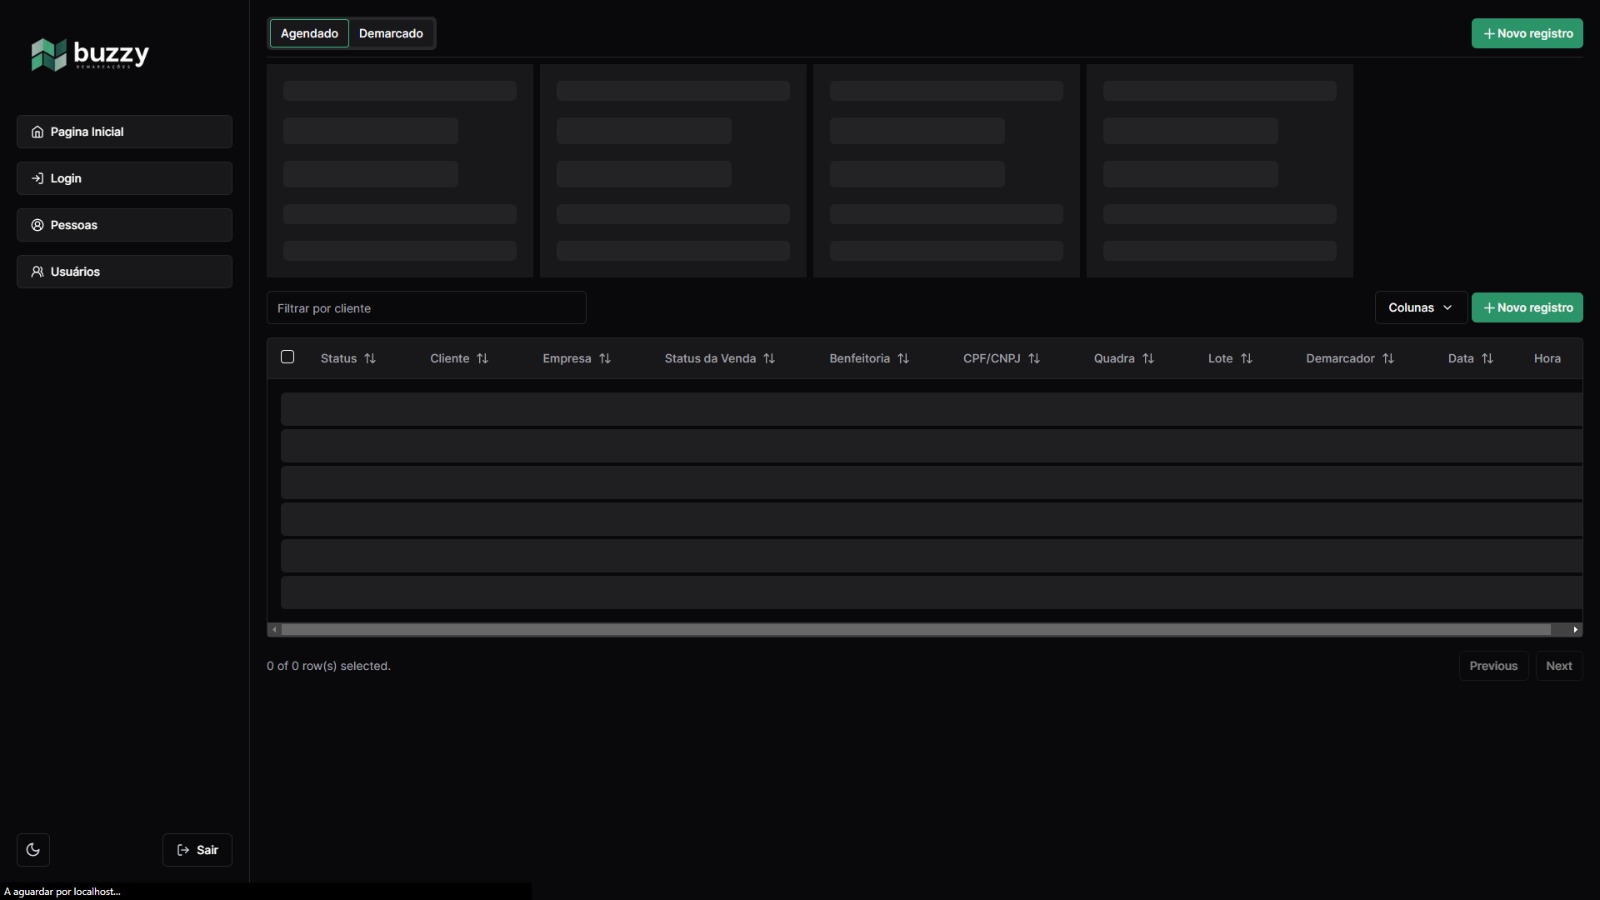 buzzy
DEMARCAÇÕES
Pagina Inicial
Login
Pessoas
Usuários
Sair
A aguardar por localhost...
Agendado Demarcado
Novo registro
Filtrar por cliente
Colunas
Novo registro
Status Cliente Empresa Status da Venda Benfeitoria CPF/CNPJ Quadra Lote Demarcador Data Hora
0 of 0 row(s) selected.
Previous Next